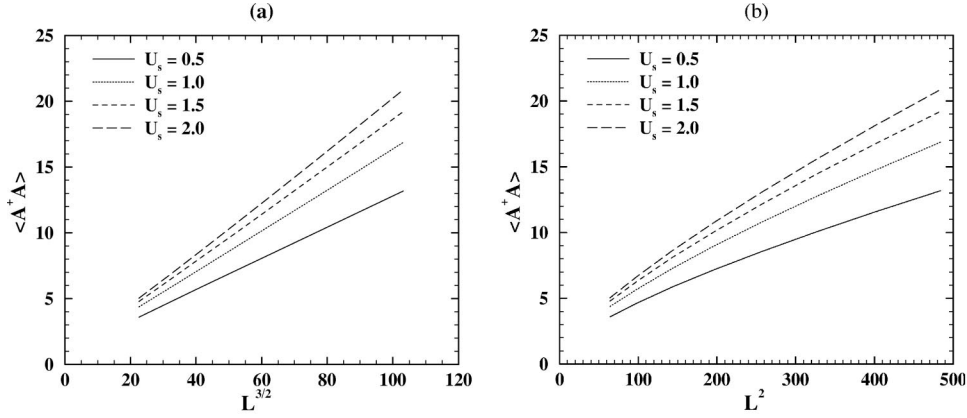 (a)
25
20
15
10
5
0
<A⁺A>
U_s = 0.5
U_s = 1.0
U_s = 1.5
U_s = 2.0
0 20 40 60 80 100 120
L^{3/2}
(b)
25
20
15
10
5
0
<A⁺A>
U_s = 0.5
U_s = 1.0
U_s = 1.5
U_s = 2.0
0 100 200 300 400 500
L²